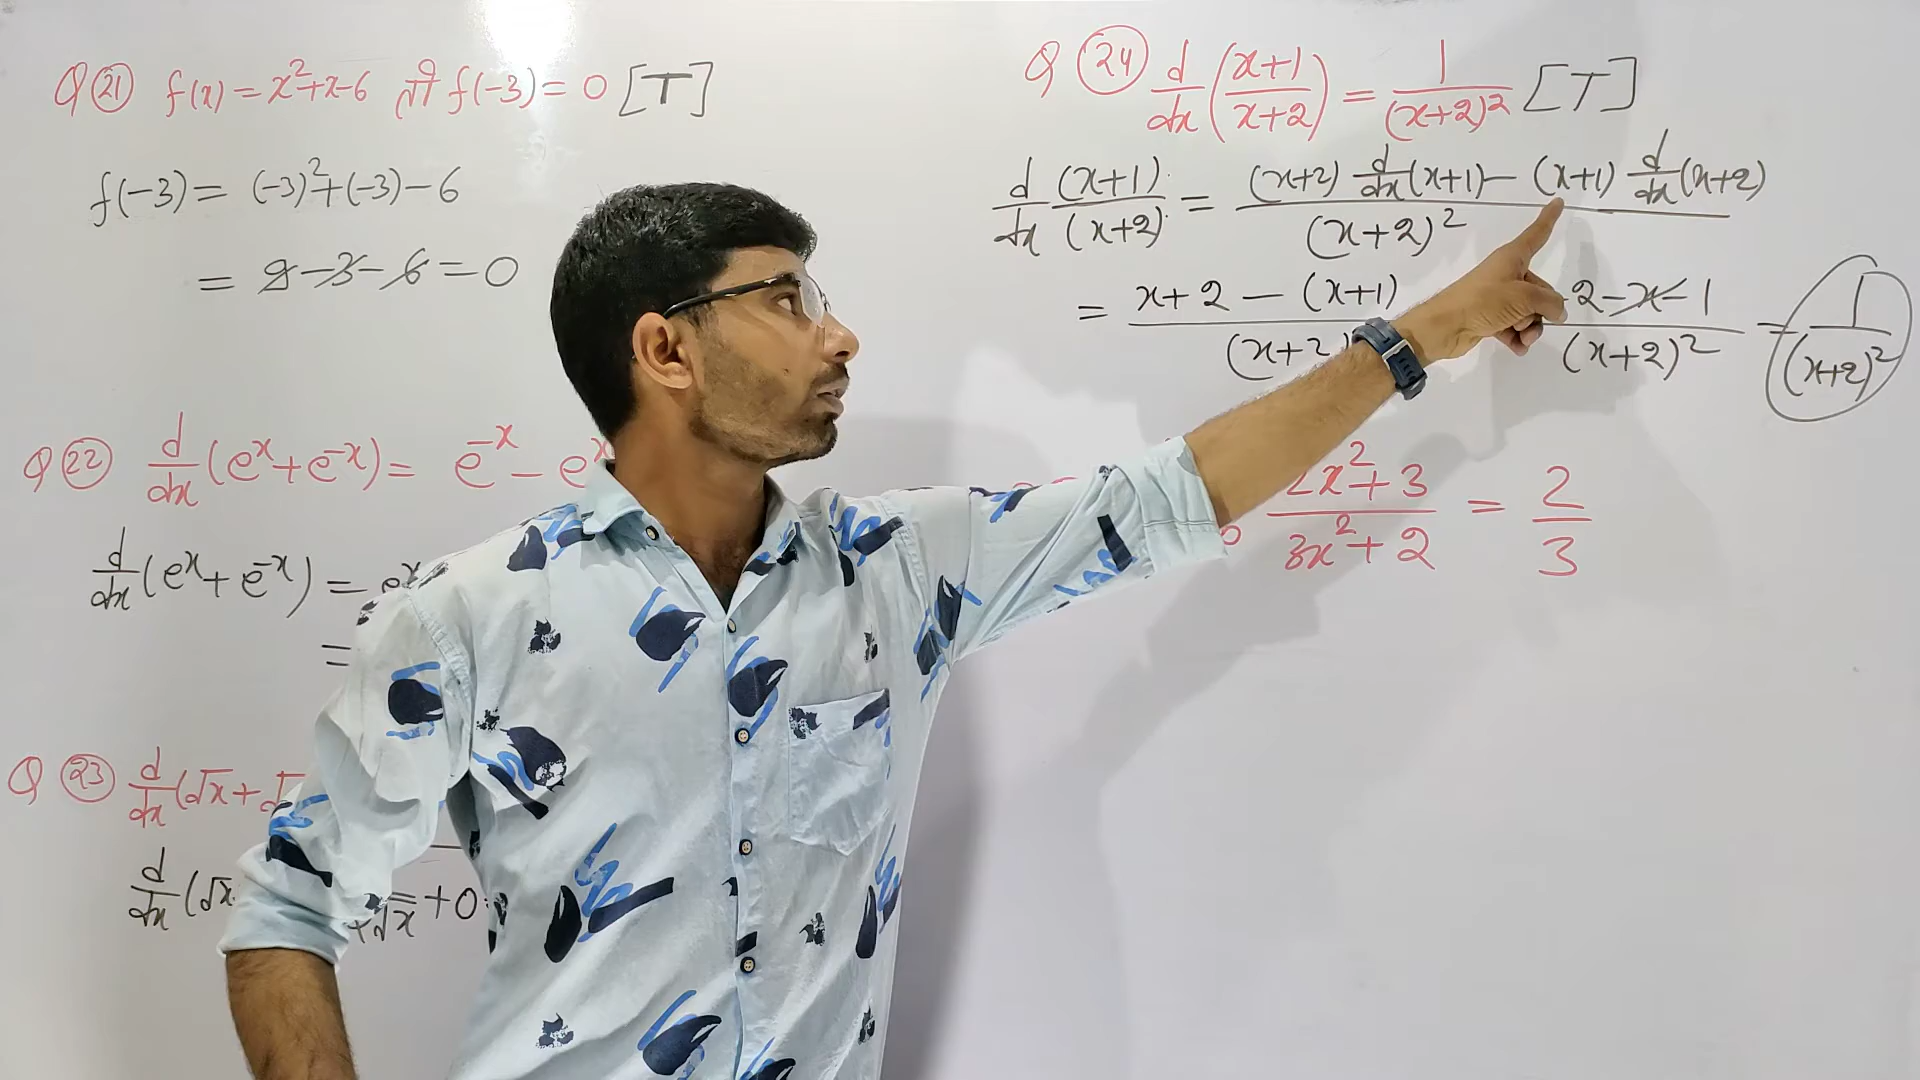 Q 21 f(x) = x²+x-6 तो f(-3) = 0 [T]
f(-3) = (-3)²+(-3)-6
= 9-3-6 = 0
Q 22 d/dx (eˣ+e⁻ˣ) = e⁻ˣ - eˣ
d/dx (eˣ+e⁻ˣ) = eˣ
=
Q 23 d/dx (√x+√
d/dx (√x
√x +0
Q 24 d/dx ((x+1)/(x+2)) = 1/(x+2)² [T]
d/dx (x+1)/(x+2) = ((x+2) d/dx (x+1) - (x+1) d/dx (x+2))/(x+2)²
= (x+2-(x+1))/(x+2) 2-x-1/(x+2)² = 1/(x+2)²
(2x²+3)/(3x²+2) = 2/3